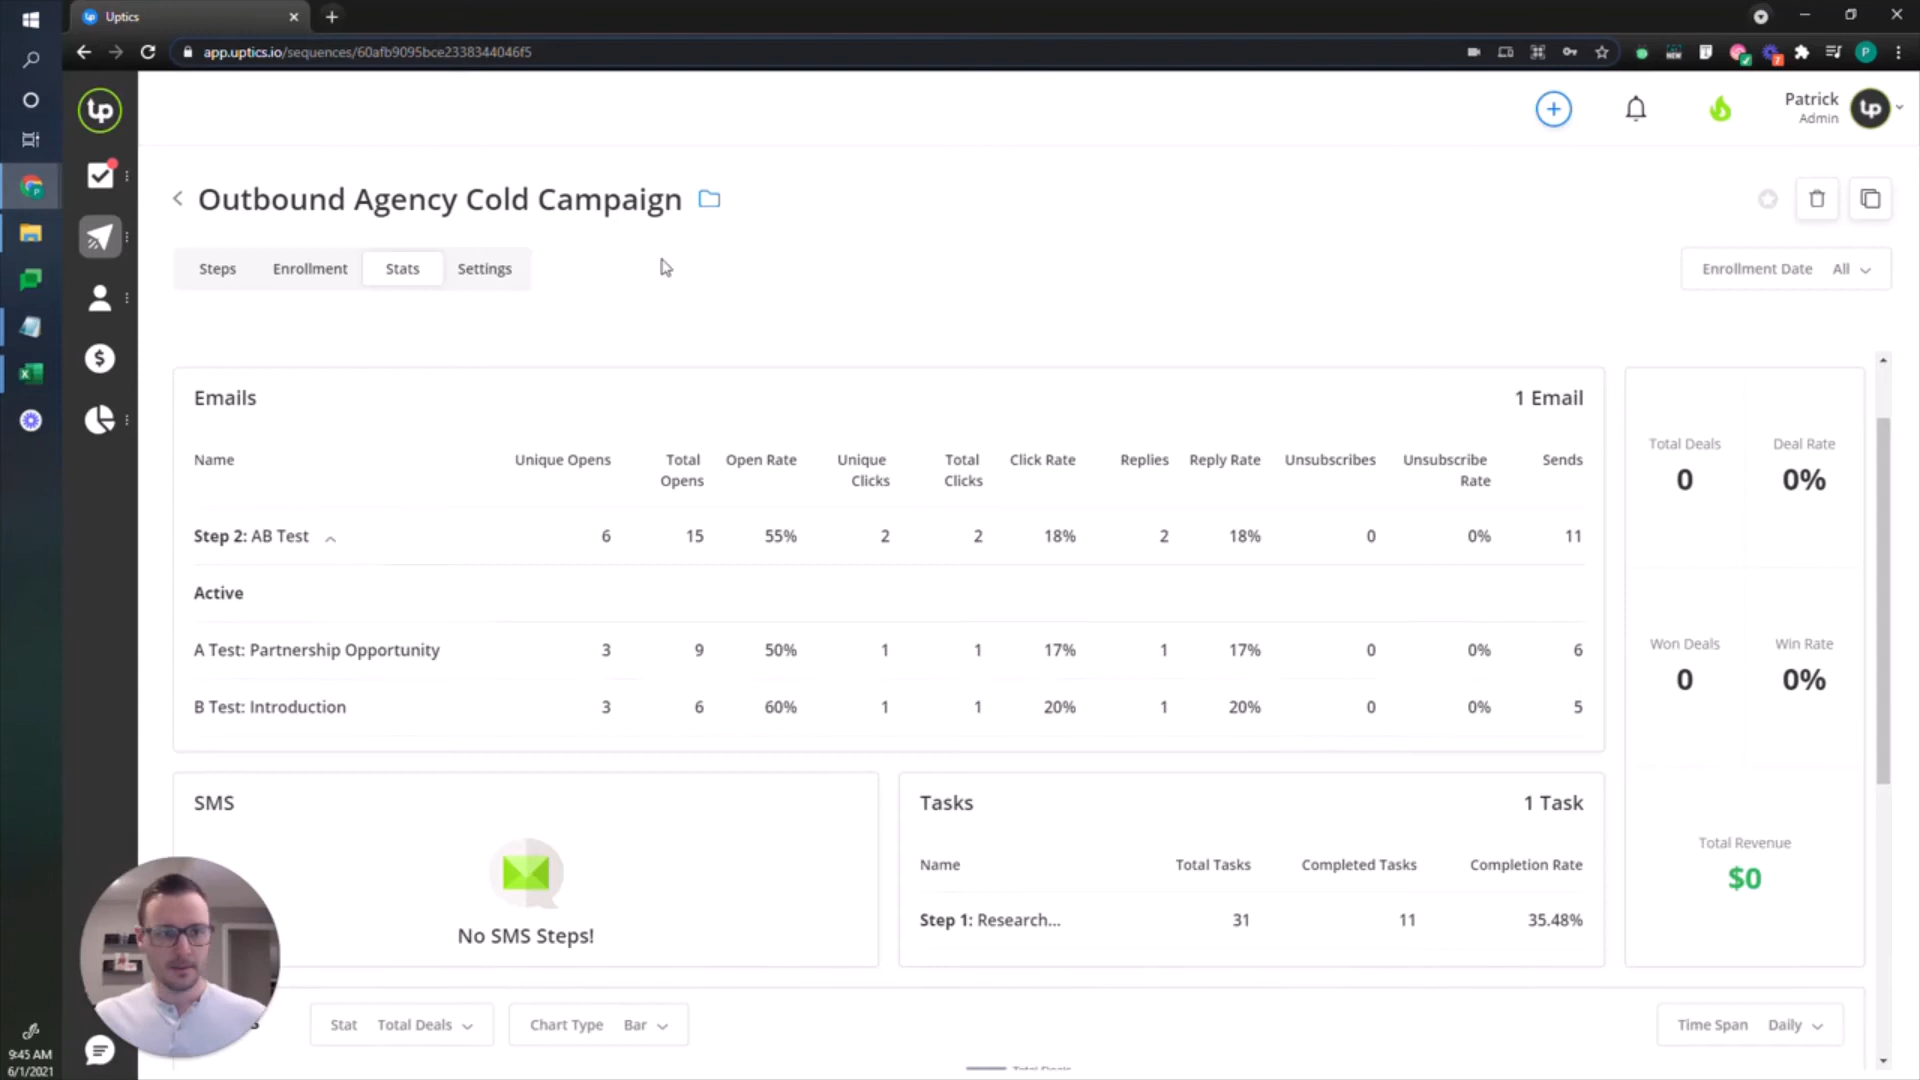 Uptics
app.uptics.io/sequences/60afb9095bce2338344046f5
up
Patrick
Admin
up
Outbound Agency Cold Campaign
Steps Enrollment Stats Settings
Enrollment Date All
Emails 1 Email
Name Unique Opens Total Opens Open Rate Unique Clicks Total Clicks Click Rate Replies Reply Rate Unsubscribes Unsubscribe Rate Sends
Step 2: AB Test 6 15 55% 2 2 18% 2 18% 0 0% 11
Active
A Test: Partnership Opportunity 3 9 50% 1 1 17% 1 17% 0 0% 6
B Test: Introduction 3 6 60% 1 1 20% 1 20% 0 0% 5
Total Deals Deal Rate
0 0%
Won Deals Win Rate
0 0%
Total Revenue
$0
SMS
No SMS Steps!
Tasks 1 Task
Name Total Tasks Completed Tasks Completion Rate
Step 1: Research... 31 11 35.48%
Stat Total Deals Chart Type Bar
Time Span Daily
9:45 AM
6/1/2021